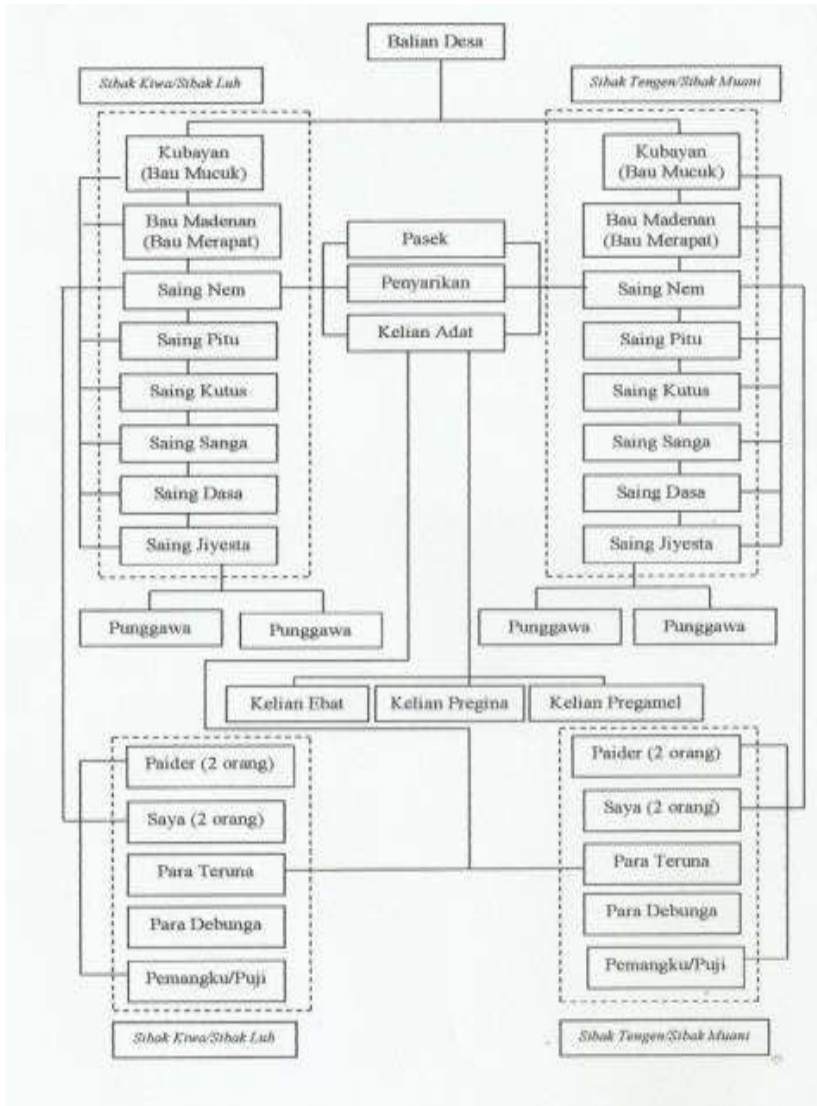 Balian Desa
Sibak Kiwa/Sibak Luh
Sibak Tengen/Sibak Muani
Kubayan
(Bau Mucuk)
Bau Madenan
(Bau Merapat)
Saing Nem
Saing Pitu
Saing Kutus
Saing Sanga
Saing Dasa
Saing Jiyesta
Punggawa
Punggawa
Pasek
Penyarikan
Kelian Adat
Kubayan
(Bau Mucuk)
Bau Madenan
(Bau Merapat)
Saing Nem
Saing Pitu
Saing Kutus
Saing Sanga
Saing Dasa
Saing Jiyesta
Punggawa
Punggawa
Kelian Ebat
Kelian Pregina
Kelian Pregamel
Paider (2 orang)
Saya (2 orang)
Para Teruna
Para Debunga
Pemangku/Puji
Sibak Kiwa/Sibak Luh
Paider (2 orang)
Saya (2 orang)
Para Teruna
Para Debunga
Pemangku/Puji
Sibak Tengen/Sibak Muani